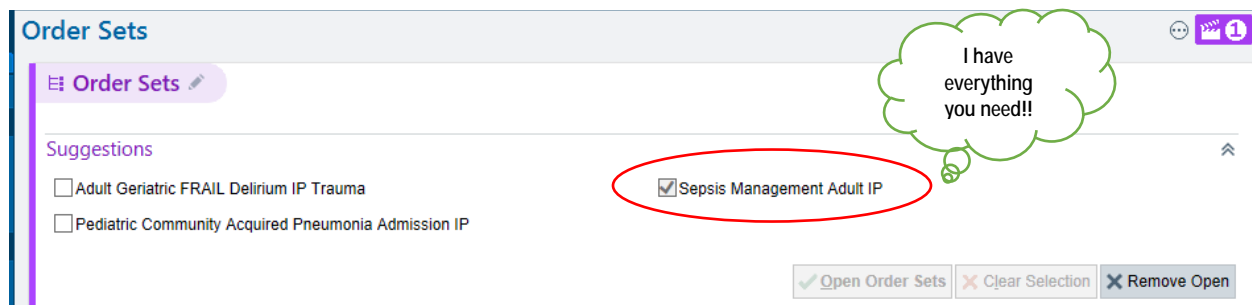 Order Sets
1
I have
everything
you need!!
Order Sets
Suggestions
Adult Geriatric FRAIL Delirium IP Trauma
Sepsis Management Adult IP
Pediatric Community Acquired Pneumonia Admission IP
Open Order Sets Clear Selection Remove Open